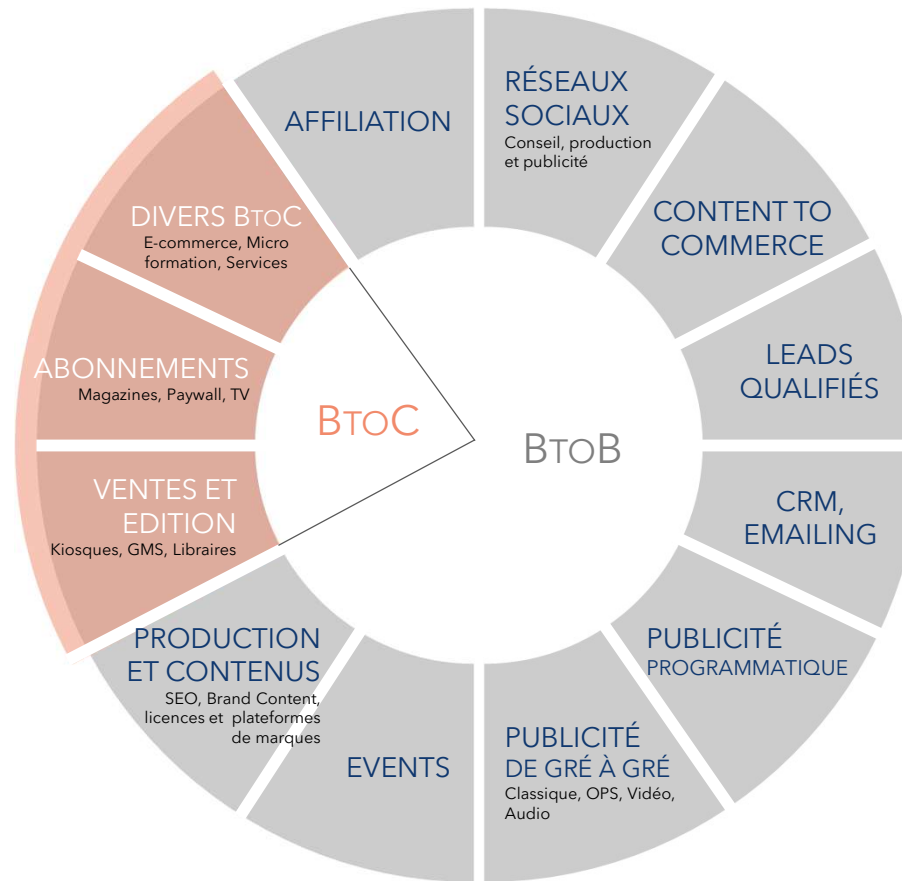 AFFILIATION
RÉSEAUX
SOCIAUX
Conseil, production
et publicité
CONTENT TO
COMMERCE
LEADS
QUALIFIÉS
CRM,
EMAILING
PUBLICITÉ
PROGRAMMATIQUE
PUBLICITÉ
DE GRÉ À GRÉ
Classique, OPS, Vidéo,
Audio
EVENTS
PRODUCTION
ET CONTENUS
SEO, Brand Content,
licences et plateformes
de marques
VENTES ET
EDITION
Kiosques, GMS, Libraires
ABONNEMENTS
Magazines, Paywall, TV
DIVERS BTOC
E-commerce, Micro
formation, Services
BTOC
BTOB